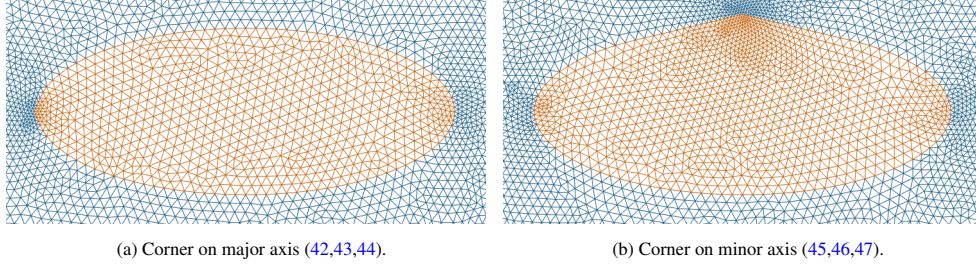 (a) Corner on major axis (42,43,44).
(b) Corner on minor axis (45,46,47).